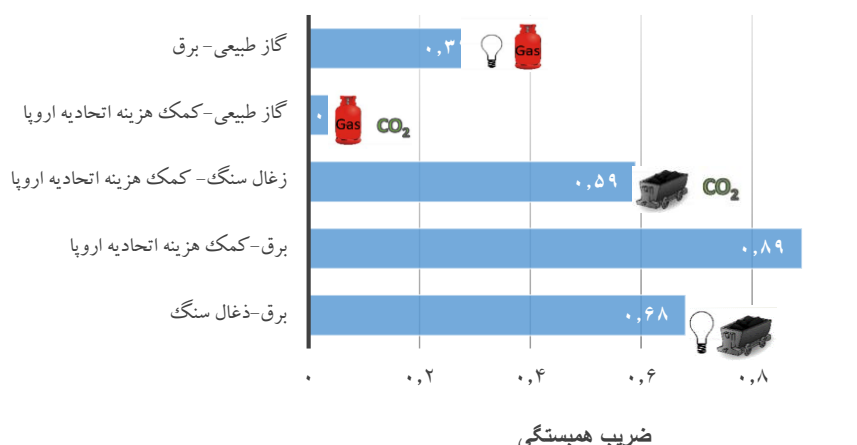 گاز طبیعی- برق
Gas
گاز طبیعی-کمک هزینه اتحادیه اروپا
Gas CO₂
زغال سنگ- کمک هزینه اتحادیه اروپا
۰,۵۹
CO₂
برق-کمک هزینه اتحادیه اروپا
۰,۸۹
برق-ذغال سنگ
۰,۶۸
۰ ۰,۲ ۰,۴ ۰,۶ ۰,۸
ضریب همبستگی